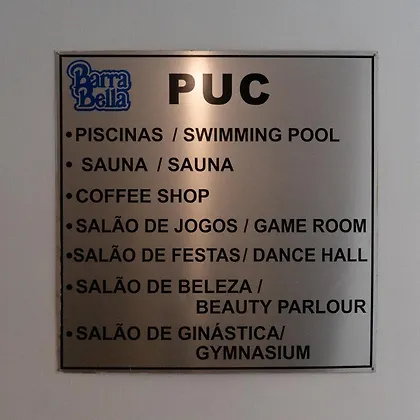 Barra
Bella
PUC
•PISCINAS / SWIMMING POOL
• SAUNA / SAUNA
•COFFEE SHOP
•SALÃO DE JOGOS / GAME ROOM
•SALÃO DE FESTAS/ DANCE HALL
•SALÃO DE BELEZA /
BEAUTY PARLOUR
•SALÃO DE GINÁSTICA/
GYMNASIUM